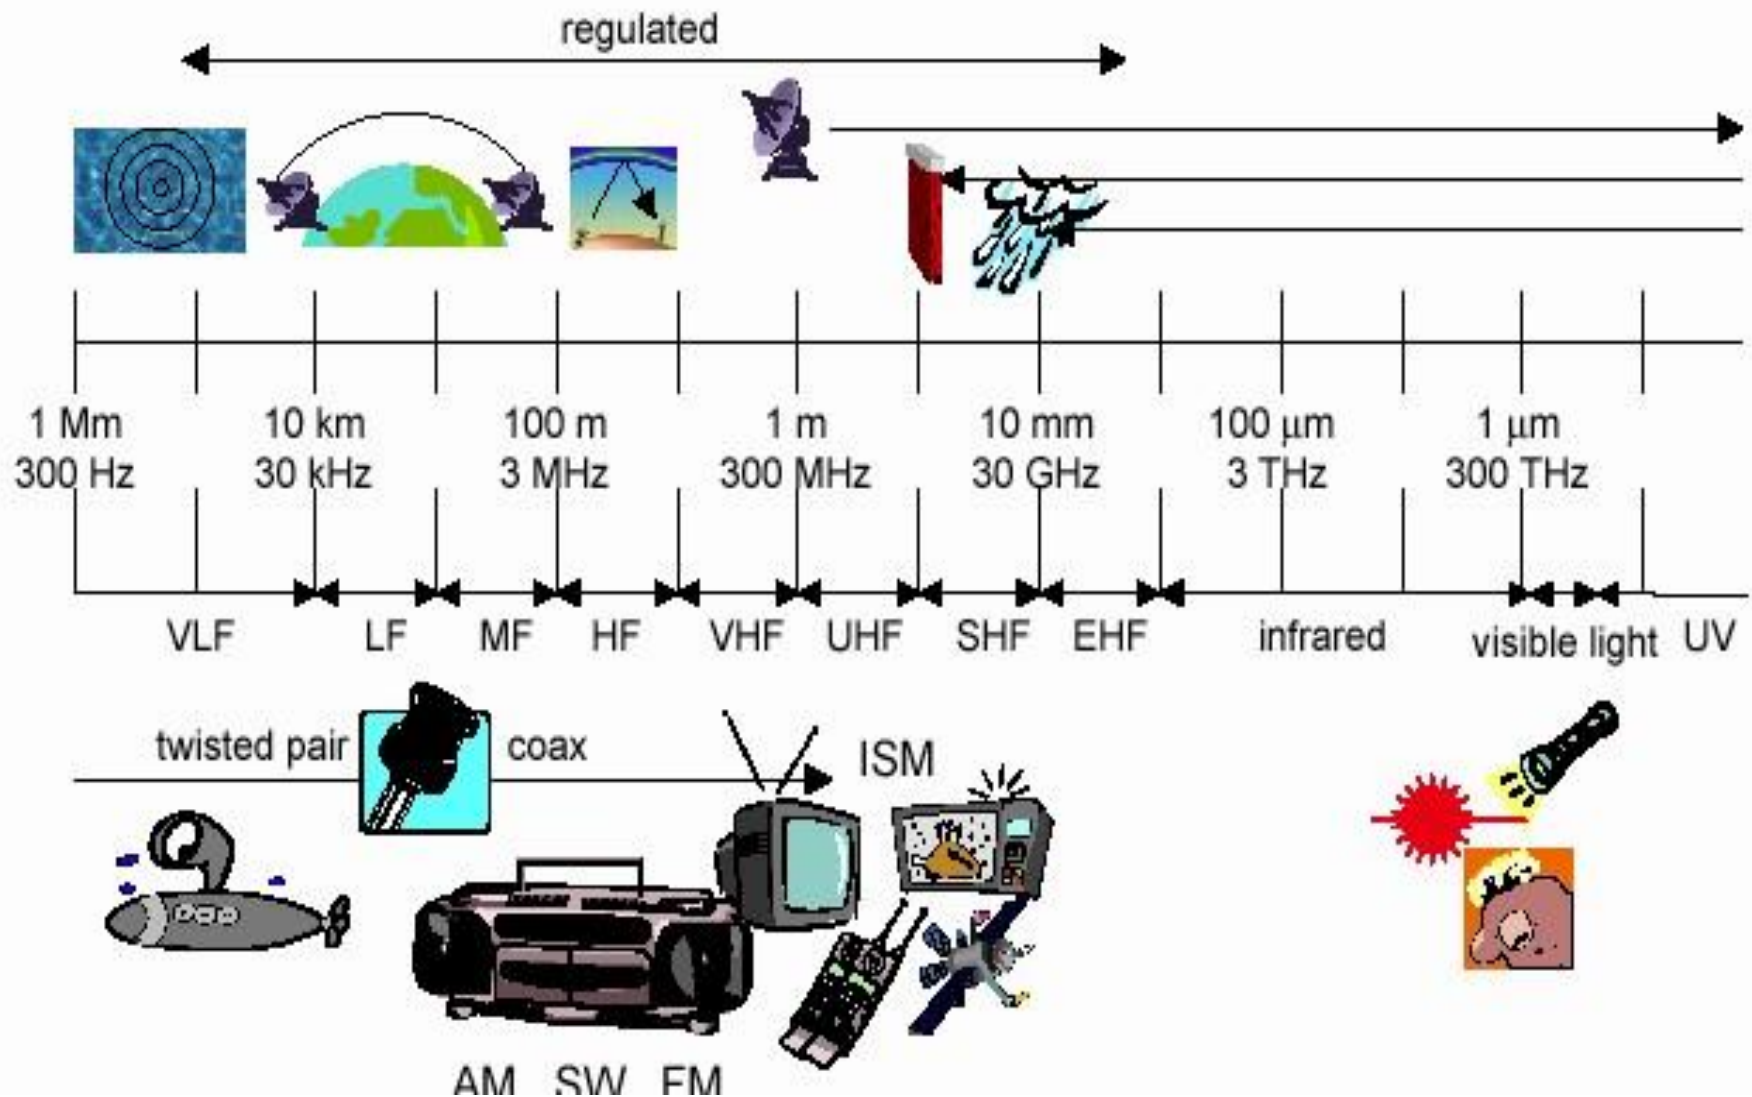 regulated
1 Mm 10 km 100 m 1 m 10 mm 100 μm 1 μm
300 Hz 30 kHz 3 MHz 300 MHz 30 GHz 3 THz 300 THz
VLF LF MF HF VHF UHF SHF EHF infrared visible light UV
twisted pair coax ISM
AM SW FM